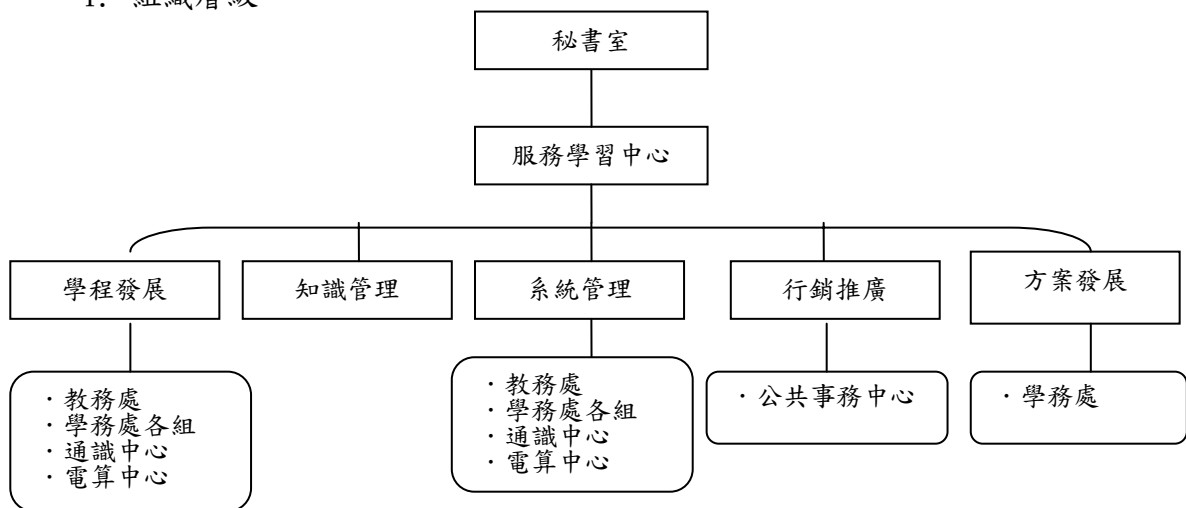 1. 組織層級
秘書室
服務學習中心
學程發展
知識管理
系統管理
行銷推廣
方案發展
．教務處
．學務處各組
．通識中心
．電算中心
．教務處
．學務處各組
．通識中心
．電算中心
．公共事務中心
．學務處